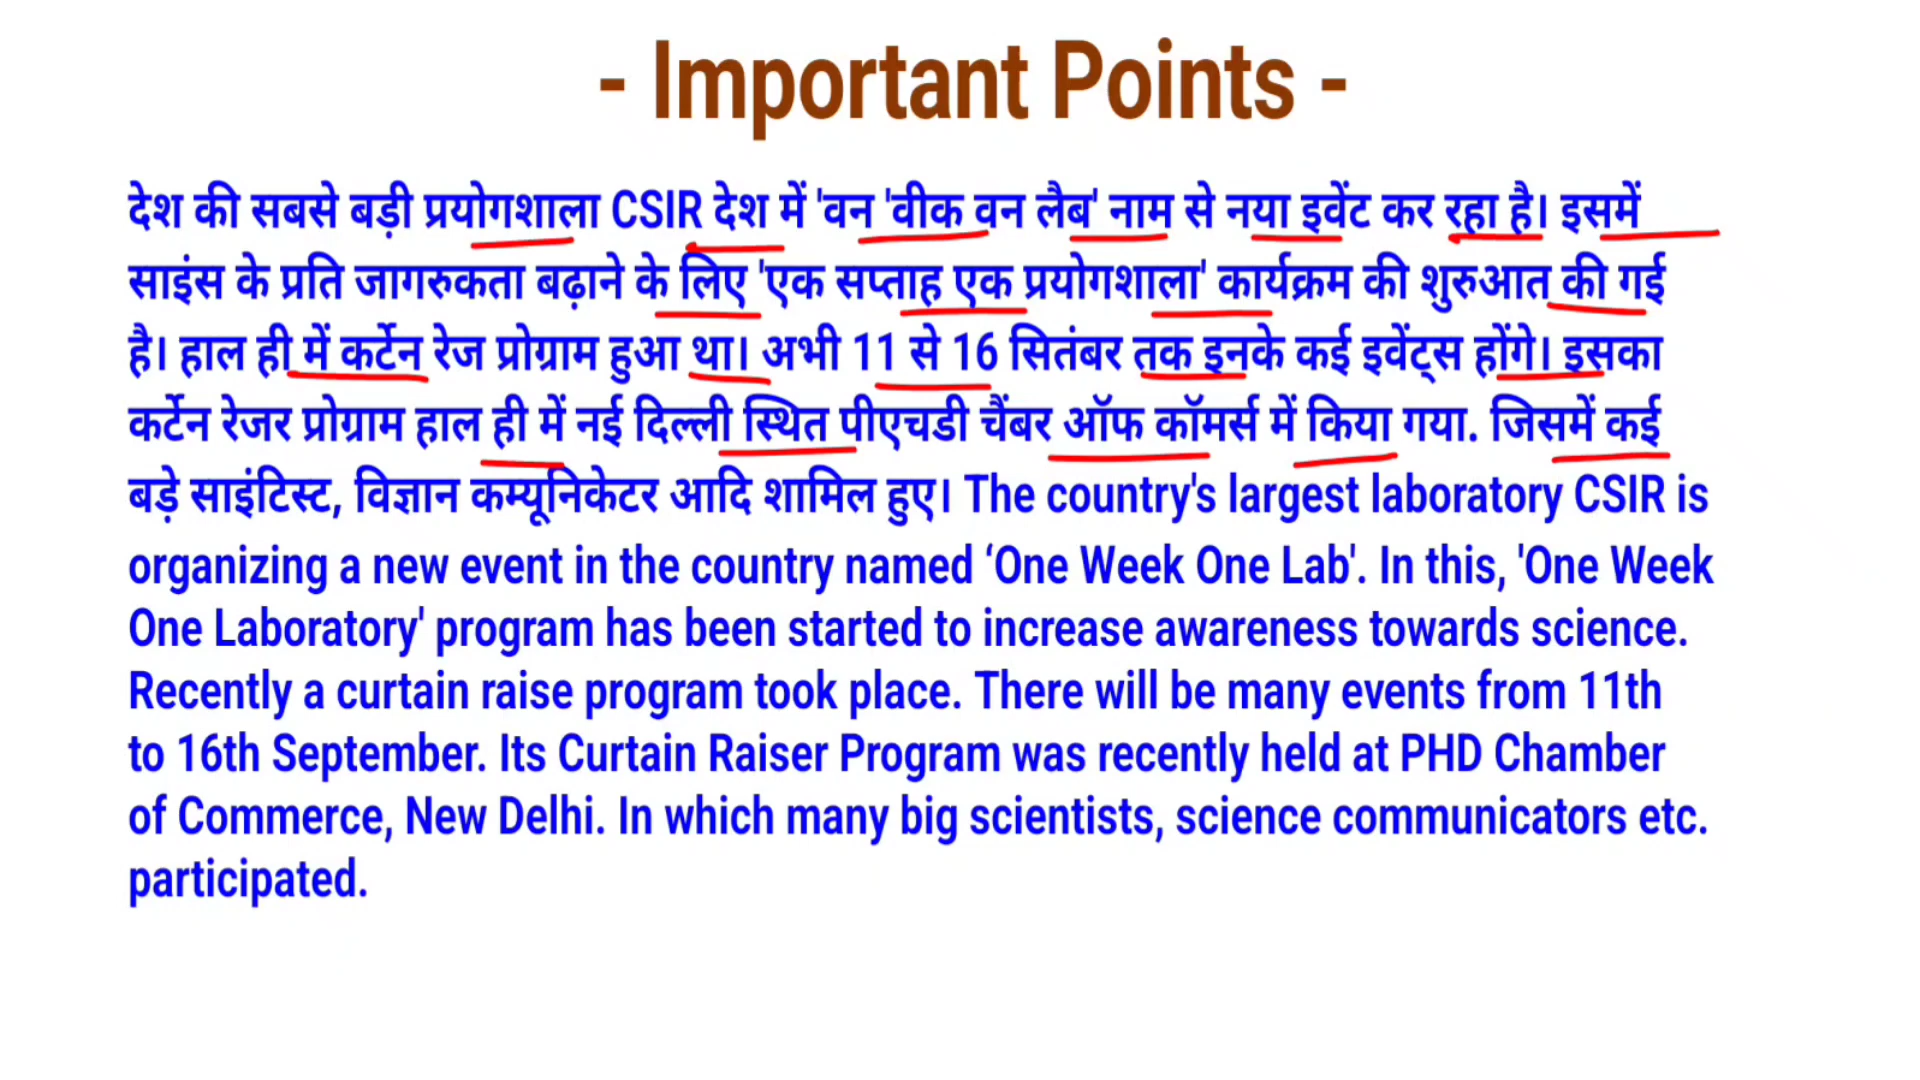 - Important Points -
देश की सबसे बड़ी प्रयोगशाला CSIR देश में 'वन 'वीक वन लैब' नाम से नया इवेंट कर रहा है। इसमें
साइंस के प्रति जागरुकता बढ़ाने के लिए 'एक सप्ताह एक प्रयोगशाला' कार्यक्रम की शुरुआत की गई
है। हाल ही में कर्टेन रेज प्रोग्राम हुआ था। अभी 11 से 16 सितंबर तक इनके कई इवेंट्स होंगे। इसका
कर्टेन रेजर प्रोग्राम हाल ही में नई दिल्ली स्थित पीएचडी चैंबर ऑफ कॉमर्स में किया गया. जिसमें कई
बड़े साइंटिस्ट, विज्ञान कम्यूनिकेटर आदि शामिल हुए। The country's largest laboratory CSIR is
organizing a new event in the country named ‘One Week One Lab'. In this, 'One Week
One Laboratory' program has been started to increase awareness towards science.
Recently a curtain raise program took place. There will be many events from 11th
to 16th September. Its Curtain Raiser Program was recently held at PHD Chamber
of Commerce, New Delhi. In which many big scientists, science communicators etc.
participated.